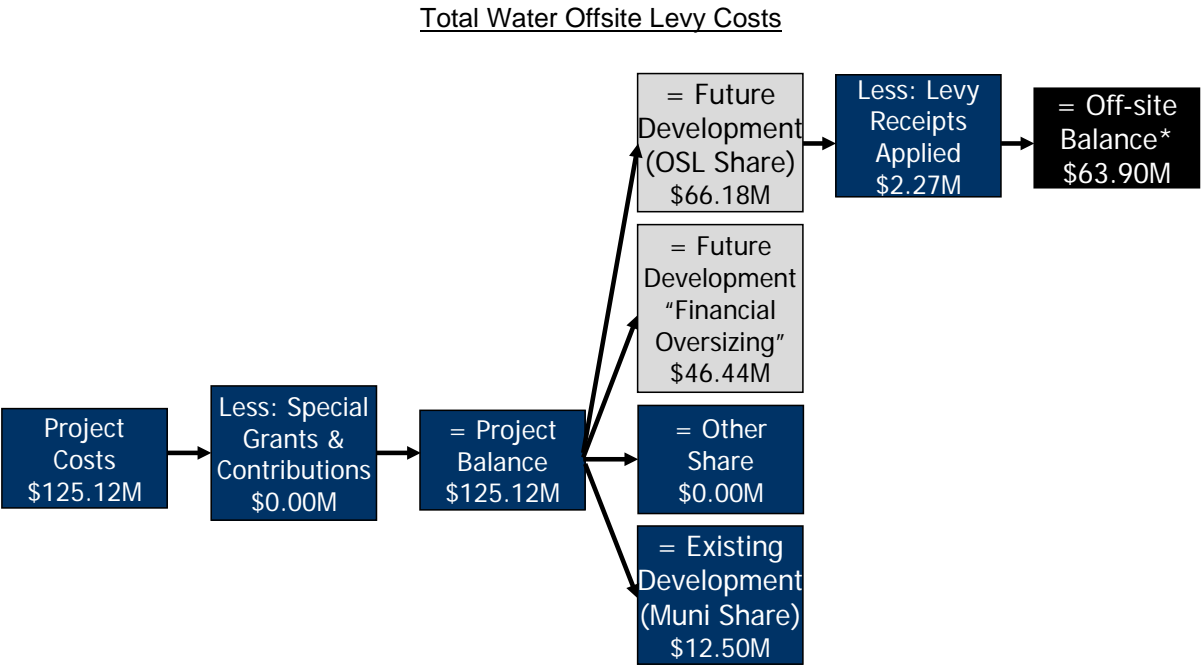 Total Water Offsite Levy Costs
Project
Costs
$125.12M
Less: Special
Grants &
Contributions
$0.00M
= Project
Balance
$125.12M
= Future
Development
(OSL Share)
$66.18M
Less: Levy
Receipts
Applied
$2.27M
= Off-site
Balance*
$63.90M
= Future
Development
“Financial
Oversizing”
$46.44M
= Other
Share
$0.00M
= Existing
Development
(Muni Share)
$12.50M